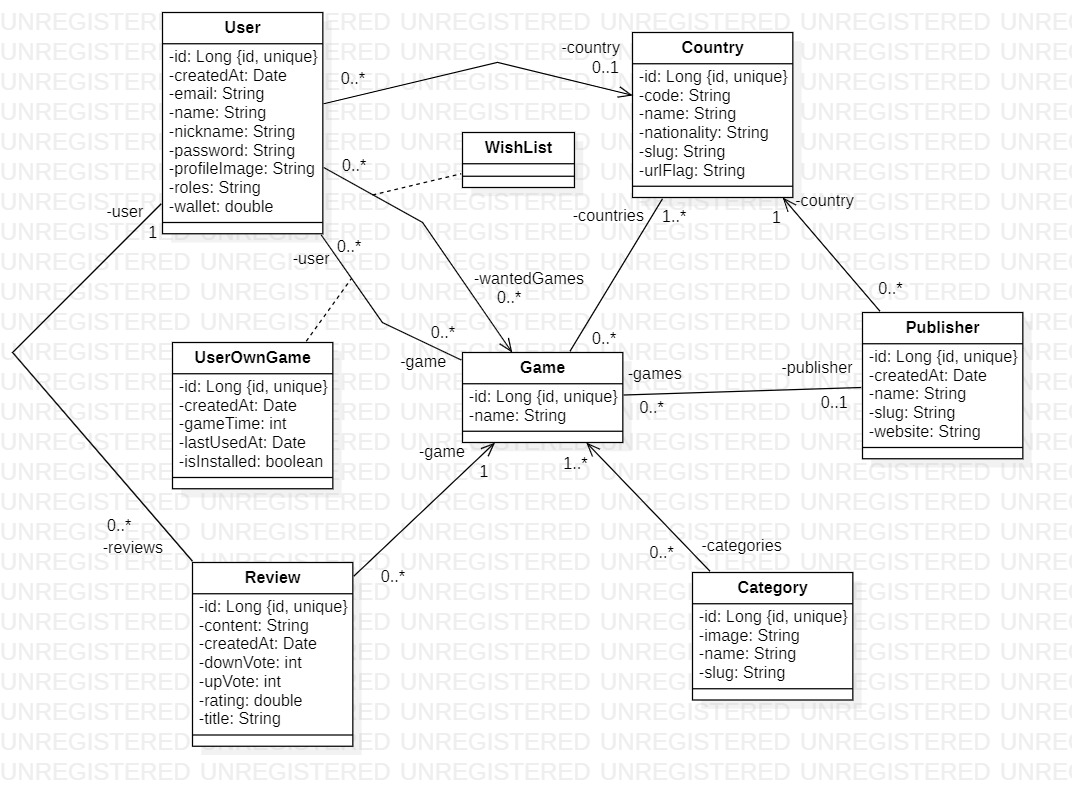 User
-id: Long {id, unique}
-createdAt: Date
-email: String
-name: String
-nickname: String
-password: String
-profileImage: String
-roles: String
-wallet: double
-country
0..1
0..*
Country
-id: Long {id, unique}
-code: String
-name: String
-nationality: String
-slug: String
-urlFlag: String
WishList
0..*
-user
1
0..*
-user
-countries
1..*
-country
1
-wantedGames
0..*
0..*
Publisher
-id: Long {id, unique}
-createdAt: Date
-name: String
-slug: String
-website: String
UserOwnGame
-id: Long {id, unique}
-createdAt: Date
-gameTime: int
-lastUsedAt: Date
-isInstalled: boolean
0..*
-game
0..*
Game
-id: Long {id, unique}
-name: String
-games
0..*
-publisher
0..1
-game
1
1..*
0..*
-reviews
0..*
0..*
-categories
Review
-id: Long {id, unique}
-content: String
-createdAt: Date
-downVote: int
-upVote: int
-rating: double
-title: String
Category
-id: Long {id, unique}
-image: String
-name: String
-slug: String
UNREGISTERED